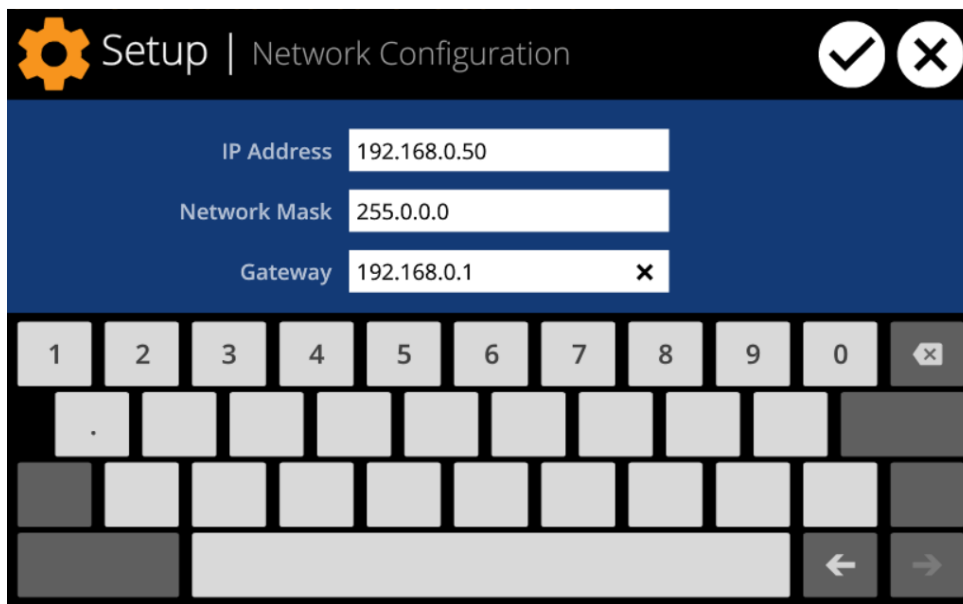 Setup | Network Configuration
IP Address 192.168.0.50
Network Mask 255.0.0.0
Gateway 192.168.0.1
1 2 3 4 5 6 7 8 9 0
.